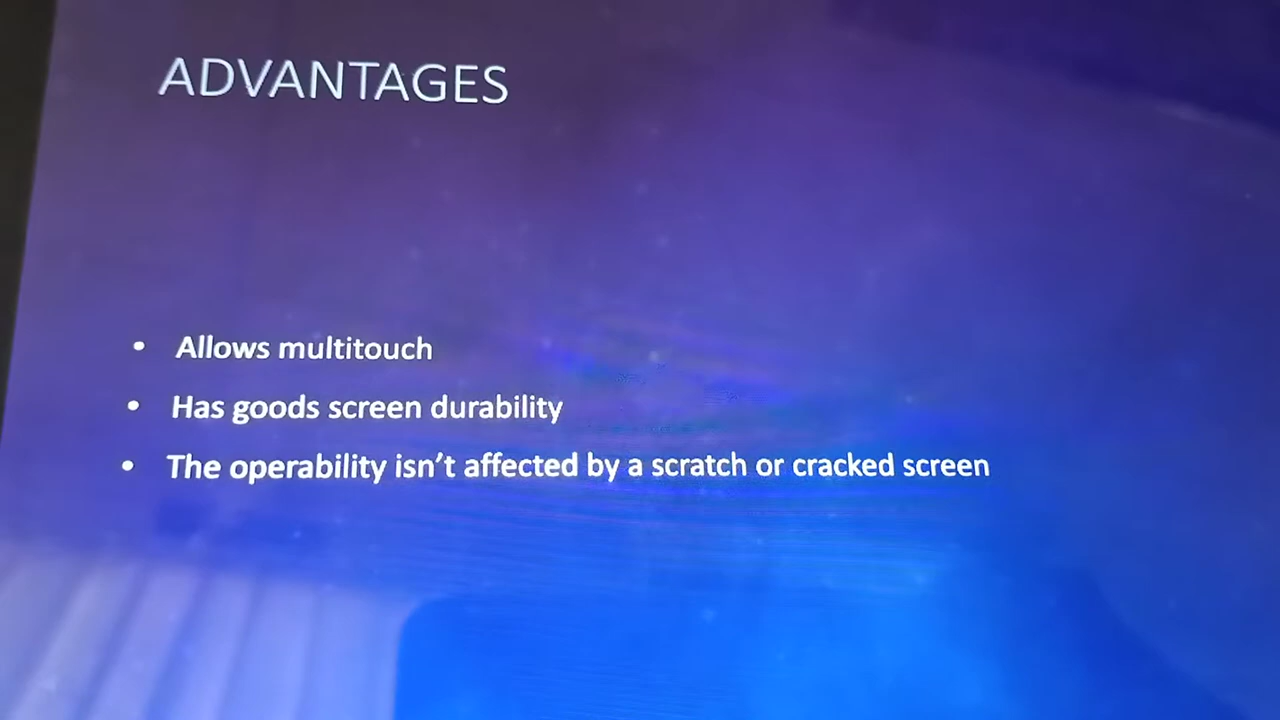 ADVANTAGES
• Allows multitouch
• Has goods screen durability
• The operability isn't affected by a scratch or cracked screen